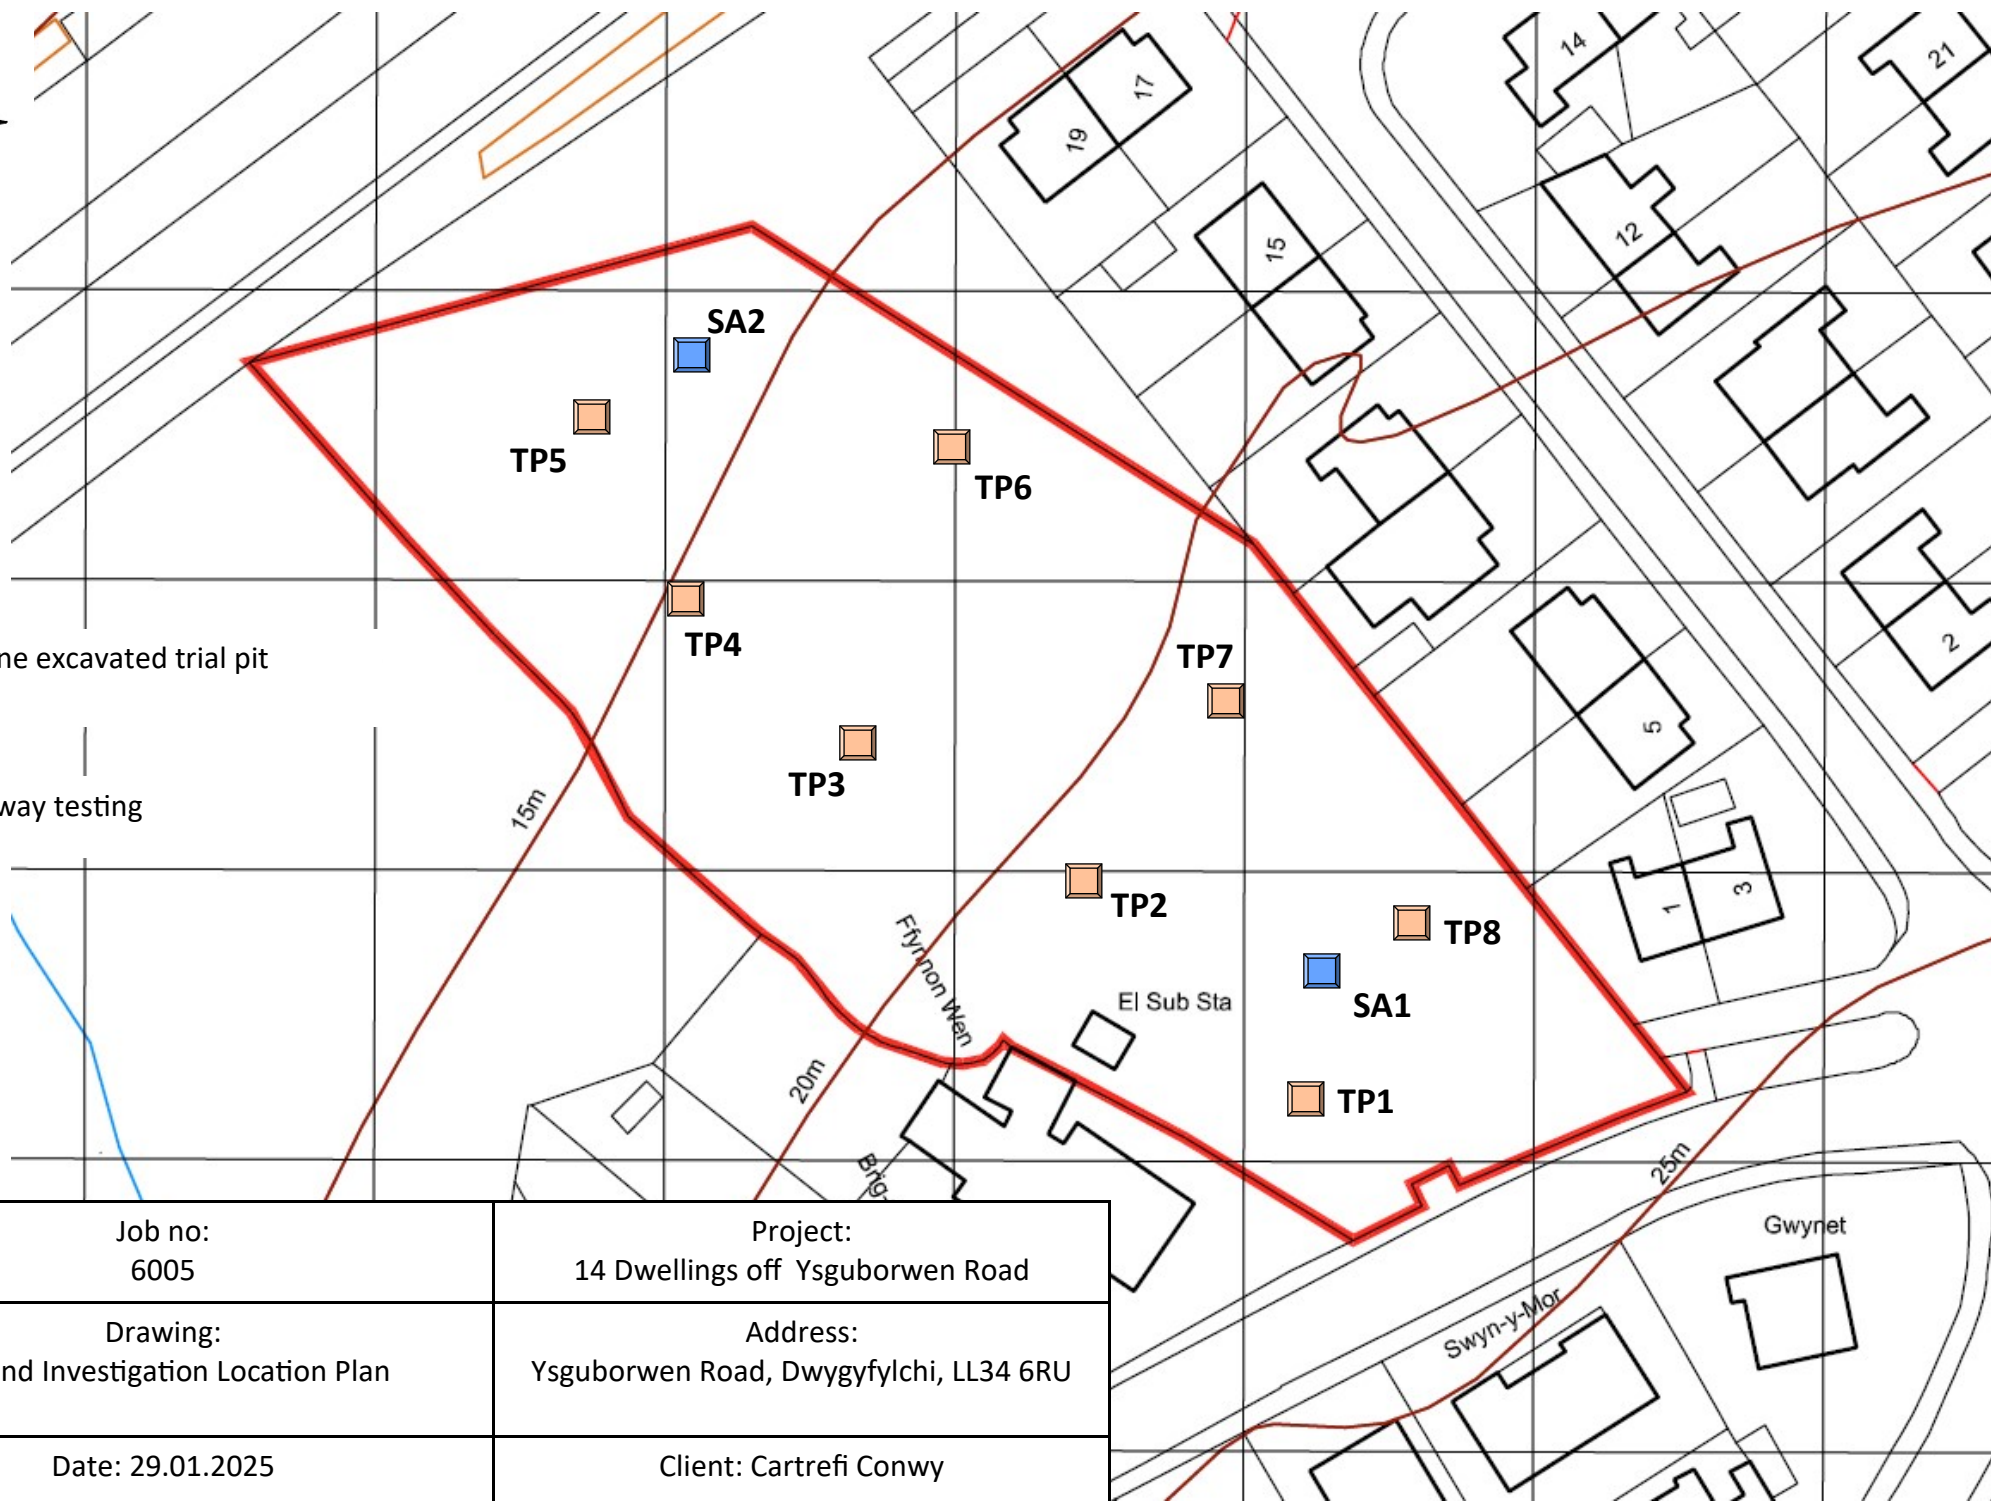 14
21
17
19
12
15
SA2
TP5
TP6
TP4
ne excavated trial pit
TP7
2
5
TP3
15m
way testing
3
1
TP2
TP8
Ffynnon Wen
El Sub Sta
SA1
20m
TP1
25m
Brig-
Gwynet
Swyn-y-Mor
Job no:
6005
Project:
14 Dwellings off Ysguborwen Road
Drawing:
nd Investigation Location Plan
Address:
Ysguborwen Road, Dwygyfylchi, LL34 6RU
Date: 29.01.2025
Client: Cartrefi Conwy